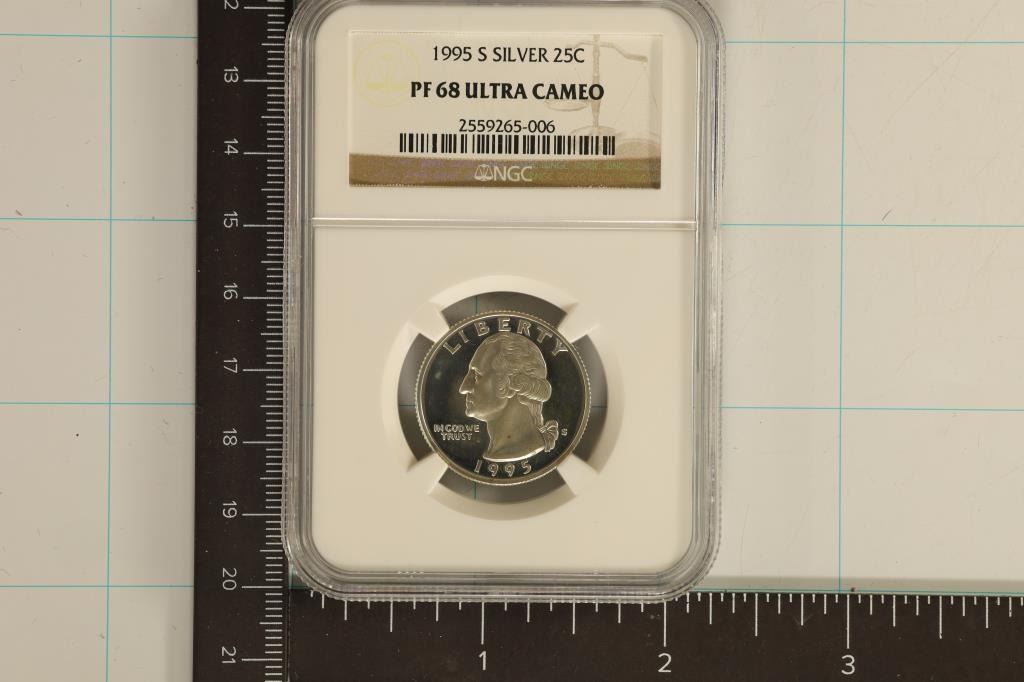 1995 S SILVER 25C
PF 68 ULTRA CAMEO
2559265-006
NGC
LIBERTY
IN GOD WE
TRUST
S
1995
13
14
15
16
17
18
19
20
21
1
2
3